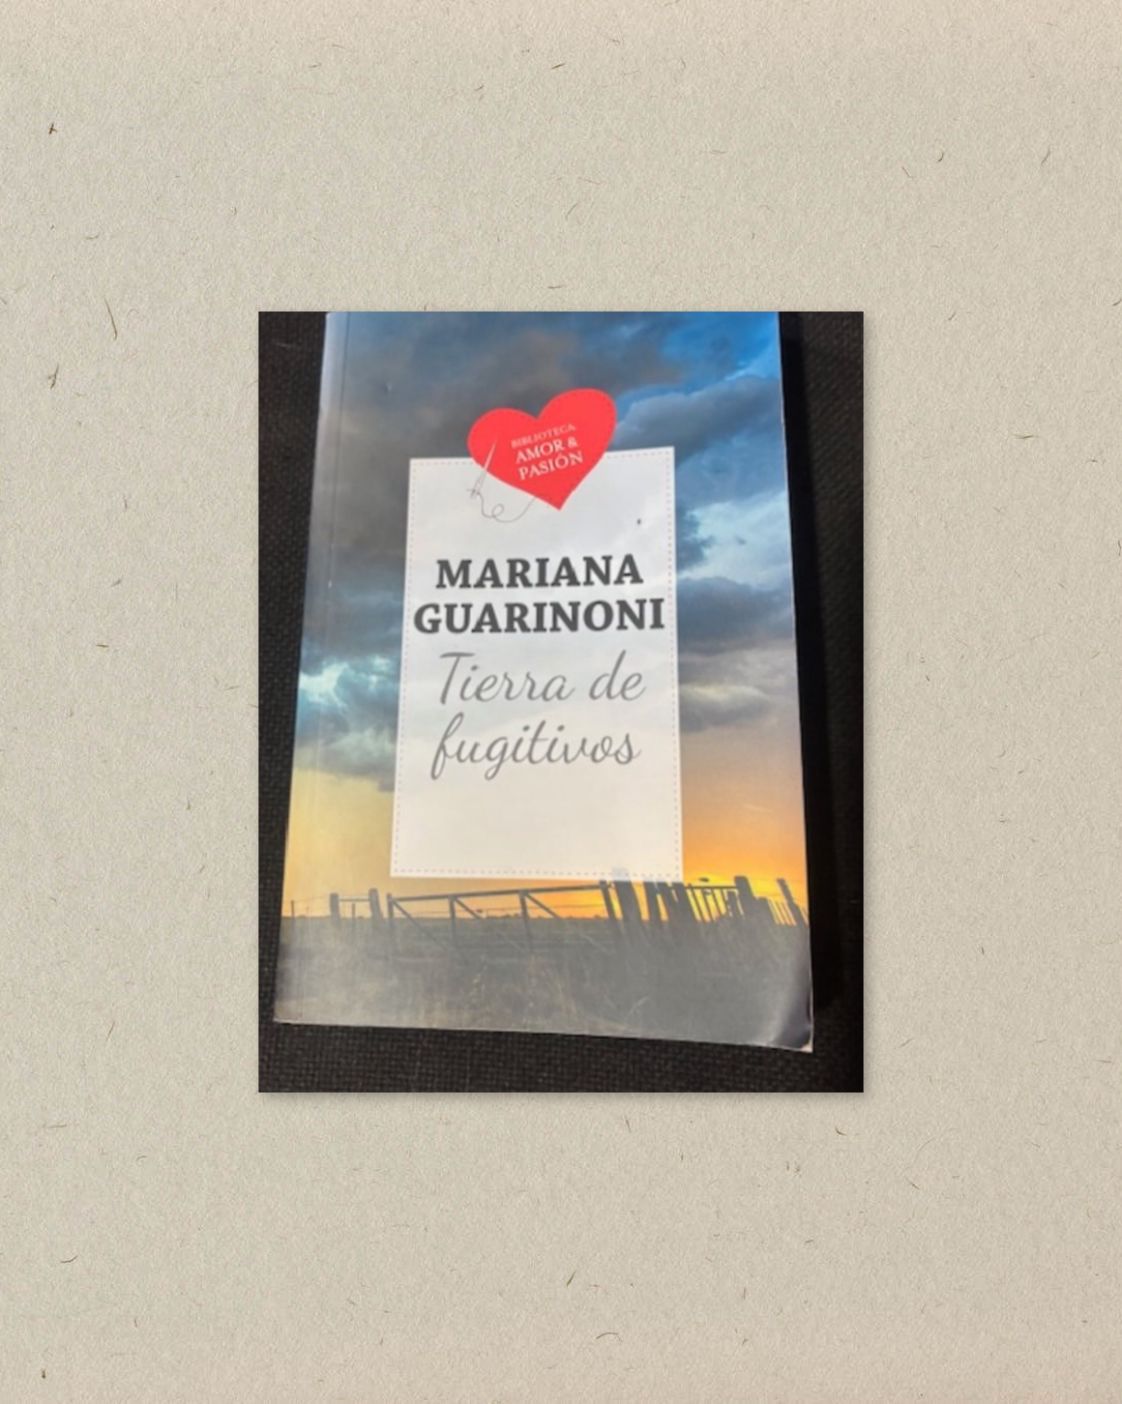 BIBLIOTECA
AMOR &
PASIÓN
MARIANA
GUARINONI
Tierra de
fugitivos